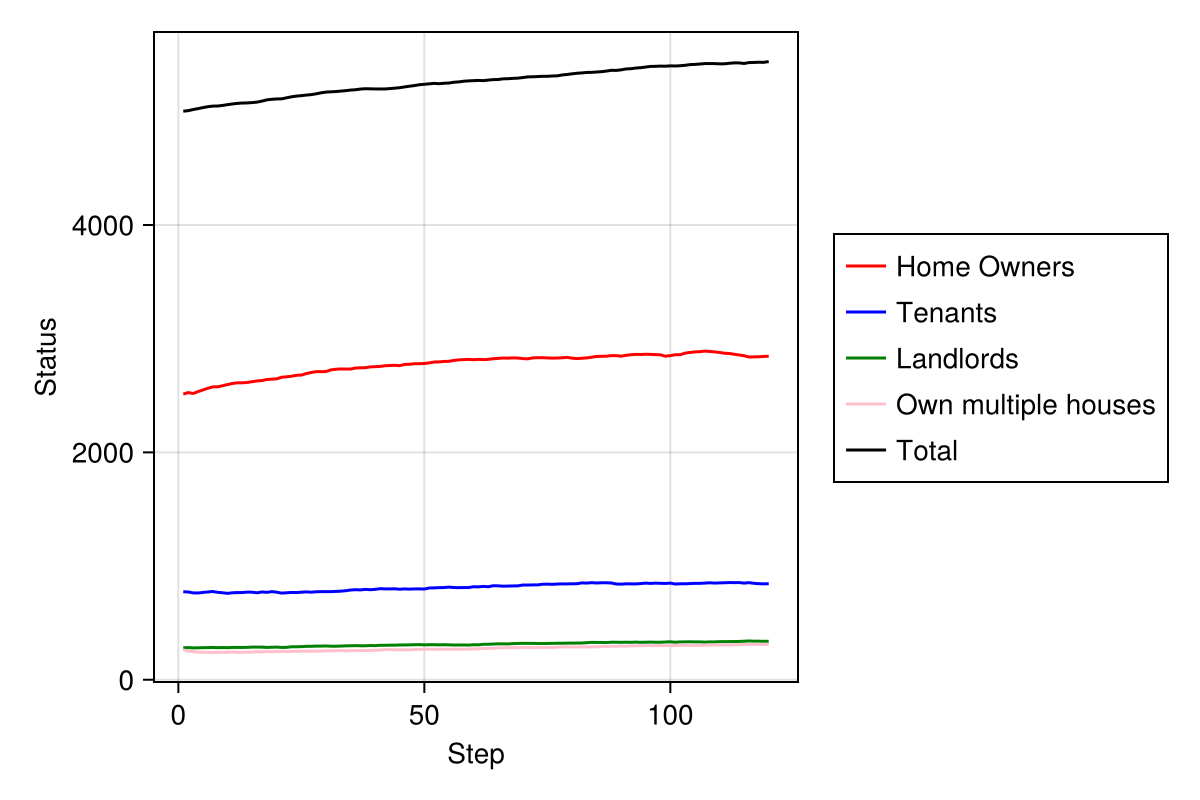 Status
4000
2000
0
0 50 100
Step
Home Owners
Tenants
Landlords
Own multiple houses
Total